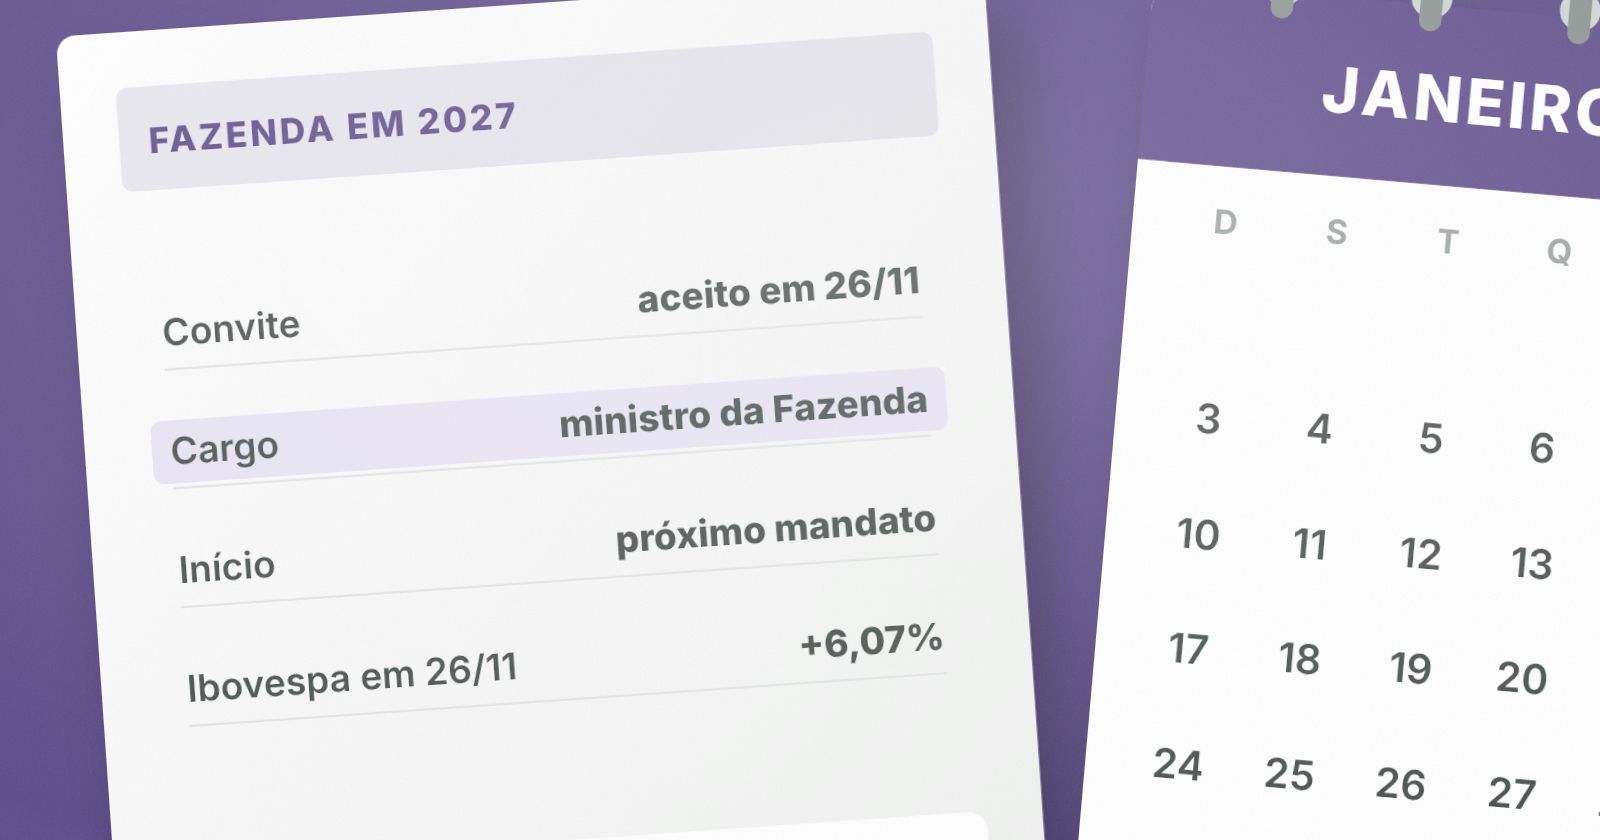 FAZENDA EM 2027
Convite aceito em 26/11
Cargo ministro da Fazenda
Início próximo mandato
Ibovespa em 26/11 +6,07%
JANEIRO
D S T Q
3 4 5 6
10 11 12 13
17 18 19 20
24 25 26 27